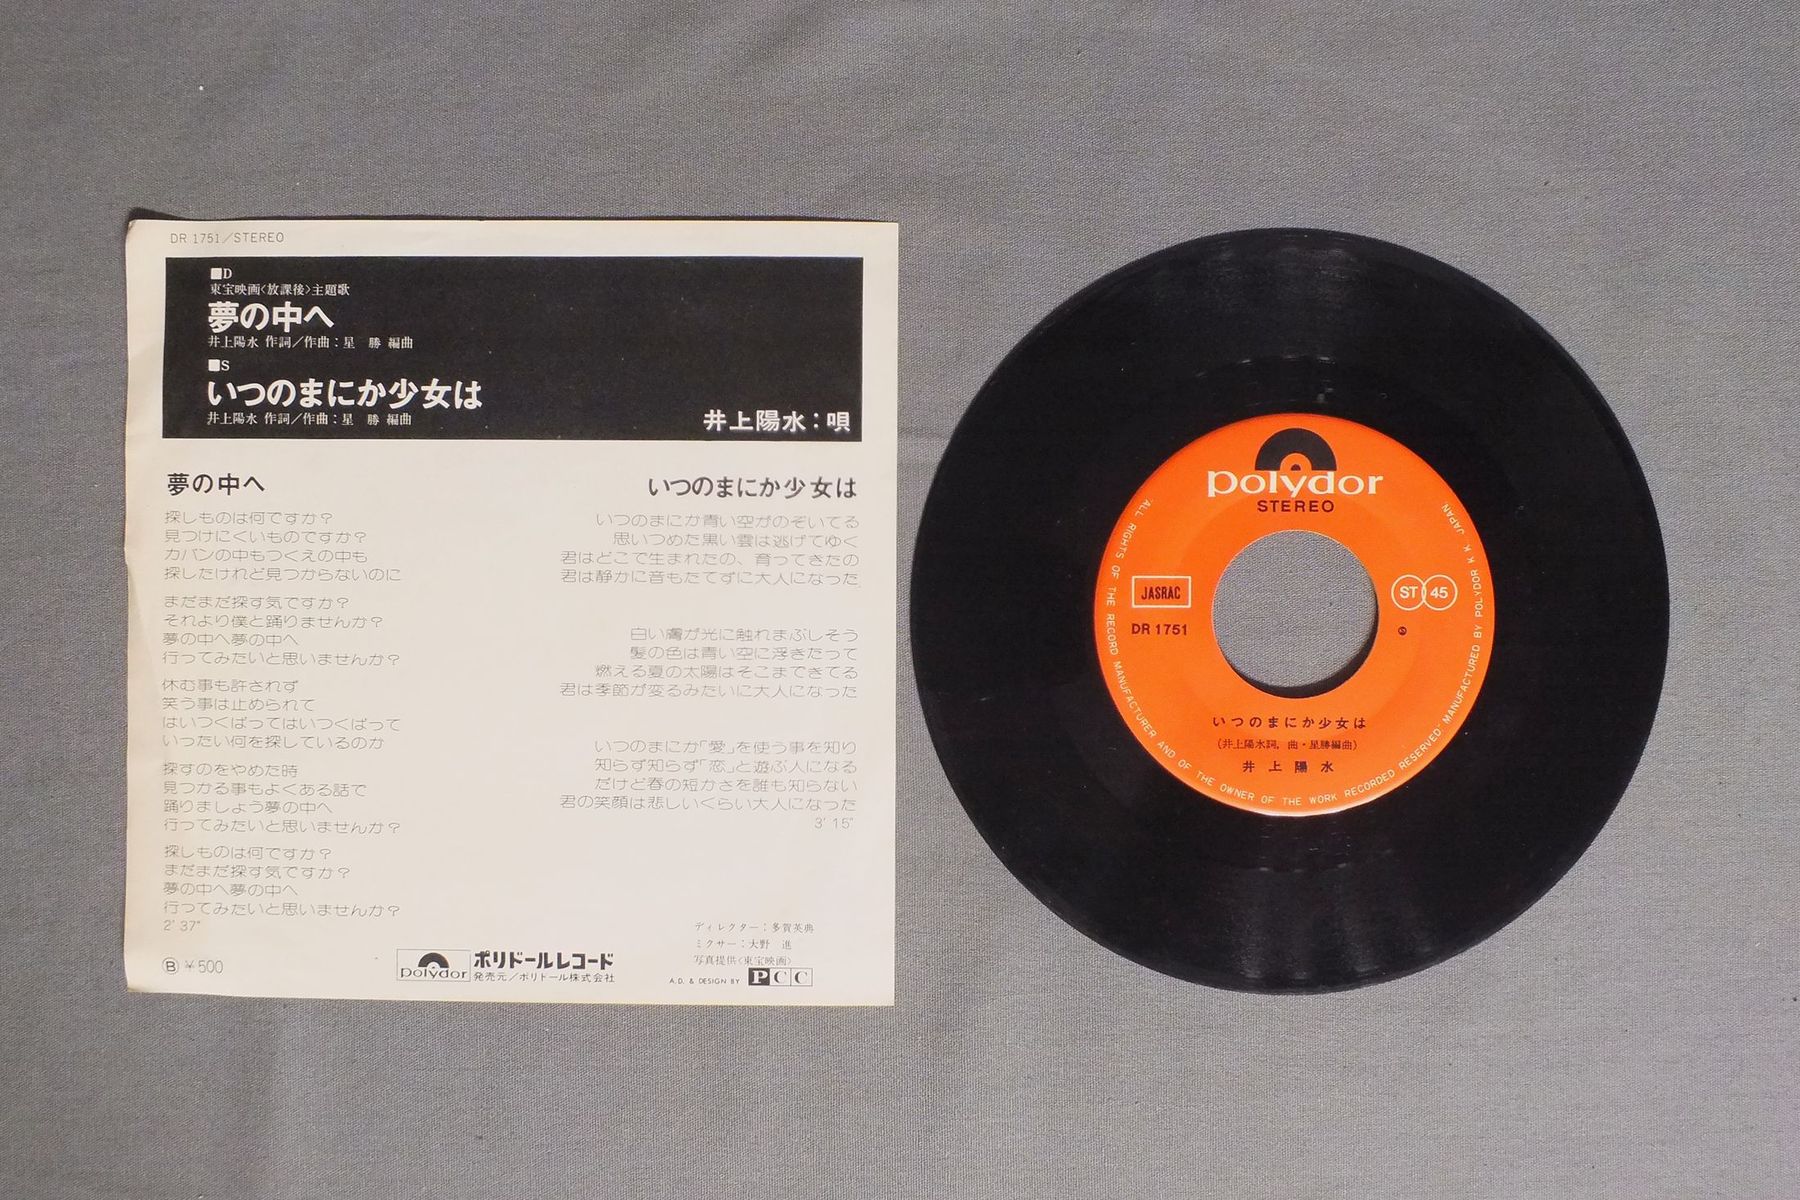 DR 1751/STEREO
■D
東宝映画〈放課後〉主題歌
夢の中へ
井上陽水 作詞／作曲：星 勝 編曲
■S
いつのまにか少女は
井上陽水 作詞／作曲：星 勝 編曲
井上陽水：唄
夢の中へ
探しものは何ですか？
見つけにくいものですか？
カバンの中もつくえの中も
探したけれど見つからないのに
まだまだ探す気ですか？
それより僕と踊りませんか？
夢の中へ夢の中へ
行ってみたいと思いませんか？
休む事も許されず
笑う事は止められて
はいつくばってはいつくばって
いったい何を探しているのか
探すのをやめた時
見つかる事もよくある話で
踊りましょう夢の中へ
行ってみたいと思いませんか？
探しものは何ですか？
まだまだ探す気ですか？
夢の中へ夢の中へ
行ってみたいと思いませんか？
2'37"
いつのまにか少女は
いつのまにか青い空がのぞいてる
思いつめた黒い雲は逃げてゆく
君はどこで生まれたの、育ってきたの
君は静かに音もたてずに大人になった
白い膚が光に触れまぶしそう
髪の色は青い空に浮きたって
燃える夏の太陽はそこまできてる
君は季節が変るみたいに大人になった
いつのまにか「愛」を使う事を知り
知らず知らず「恋」と遊ぶ人になる
だけど春の短かさを誰も知らない
君の笑顔は悲しいくらい大人になった
3'15"
ディレクター：多賀英典
ミクサー：大野 進
写真提供〈東宝映画〉
A.D. & DESIGN BY PCC
Ⓑ ¥500
polydor
ポリドールレコード
発売元／ポリドール株式会社
polydor
STEREO
JASRAC
DR 1751
ST 45
いつのまにか少女は
(井上陽水詞, 曲・星勝編曲)
井上陽水
"ALL RIGHTS OF THE RECORD MANUFACTURER AND OF THE OWNER OF THE WORK RECORDED RESERVED" MANUFACTURED BY POLYDOR K.K. JAPAN